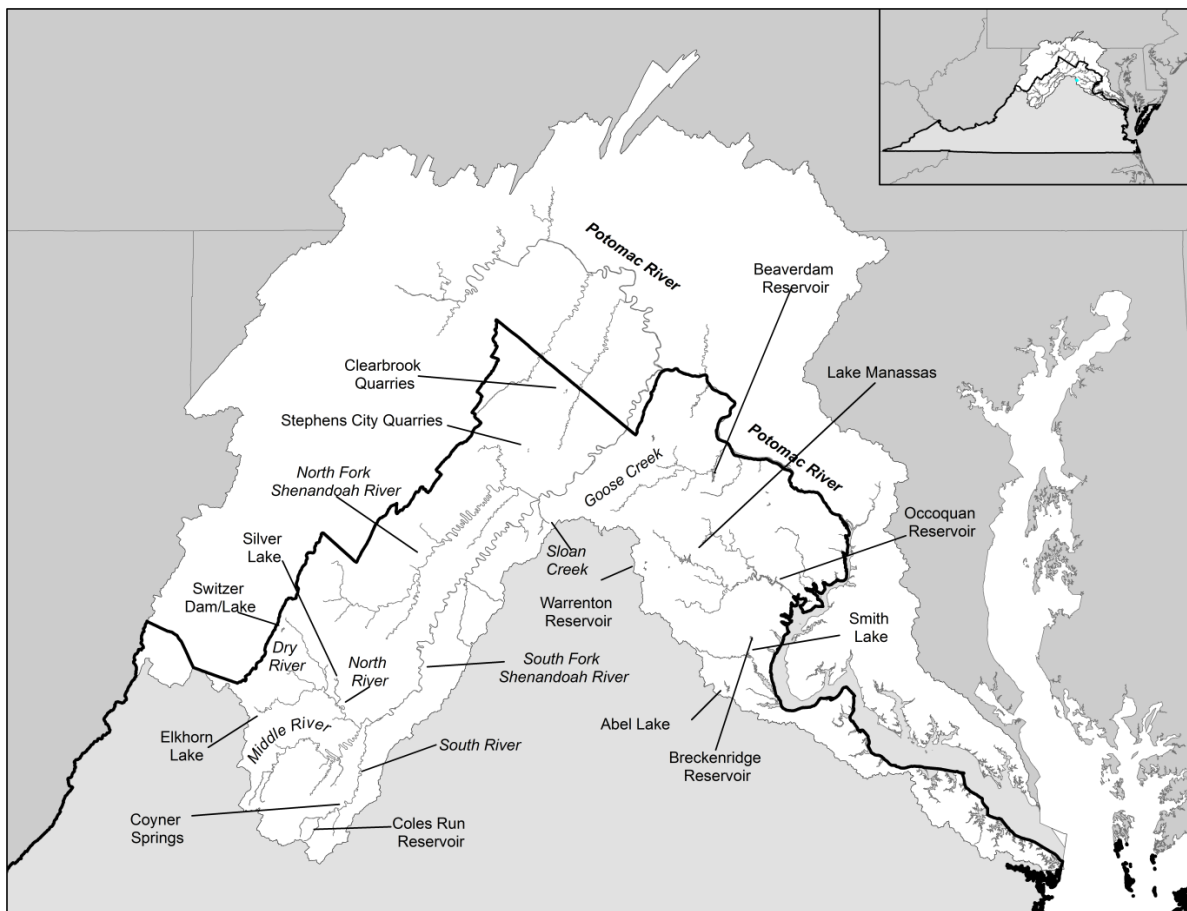 Potomac River
Beaverdam
Reservoir
Clearbrook
Quarries
Lake Manassas
Stephens City Quarries
Potomac River
Goose Creek
North Fork
Shenandoah River
Occoquan
Reservoir
Silver
Lake
Sloan
Creek
Switzer
Dam/Lake
Warrenton
Reservoir
Smith
Lake
Dry
River
North
River
South Fork
Shenandoah River
Abel Lake
Elkhorn
Lake
Middle River
South River
Breckenridge
Reservoir
Coyner
Springs
Coles Run
Reservoir